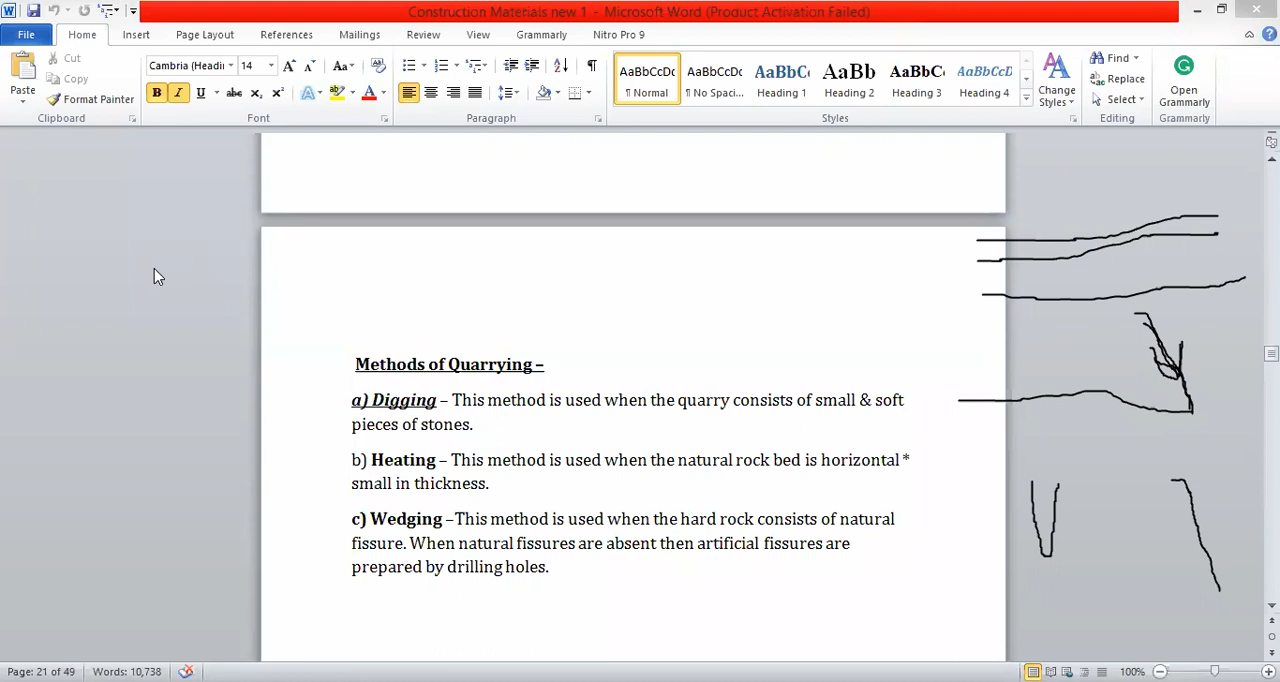 Construction Materials new 1 - Microsoft Word (Product Activation Failed)
File Home Insert Page Layout References Mailings Review View Grammarly Nitro Pro 9
Paste Cut Copy Format Painter
Clipboard
Cambria (Headi 14
Font
Paragraph
AaBbCcDc ¶ Normal
AaBbCcDc ¶ No Spaci...
AaBbCc Heading 1
AaBb Heading 2
AaBbC Heading 3
AaBbCcD Heading 4
Change Styles
Styles
Find
Replace
Select
Editing
Open Grammarly
Grammarly
Methods of Quarrying –
a) Digging – This method is used when the quarry consists of small & soft
pieces of stones.
b) Heating – This method is used when the natural rock bed is horizontal *
small in thickness.
c) Wedging –This method is used when the hard rock consists of natural
fissure. When natural fissures are absent then artificial fissures are
prepared by drilling holes.
Page: 21 of 49 Words: 10,738 100%